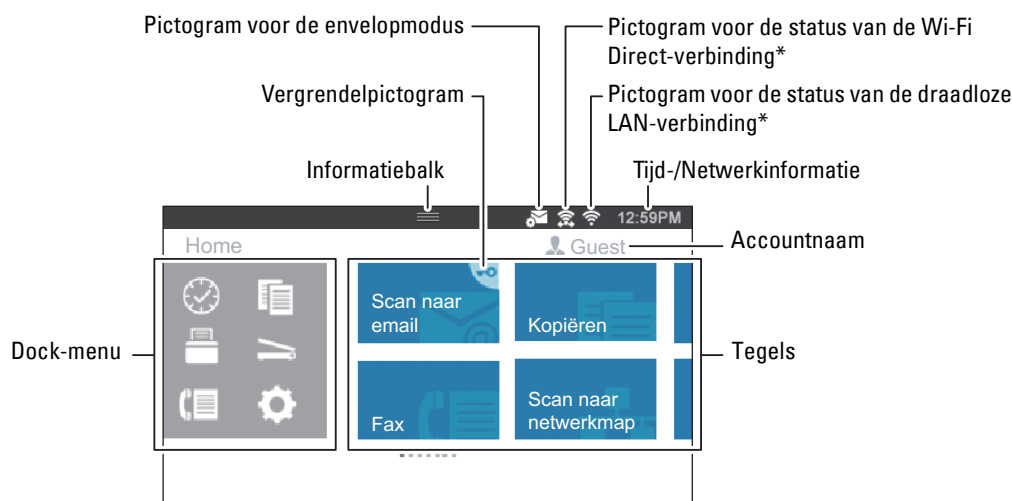 Pictogram voor de envelopmodus
Pictogram voor de status van de Wi-Fi
Direct-verbinding*
Vergrendelpictogram
Pictogram voor de status van de draadloze
LAN-verbinding*
Informatiebalk
Tijd-/Netwerkinformatie
12:59PM
Home
Guest
Accountnaam
Scan naar
email
Kopiëren
Dock-menu
Tegels
Fax
Scan naar
netwerkmap